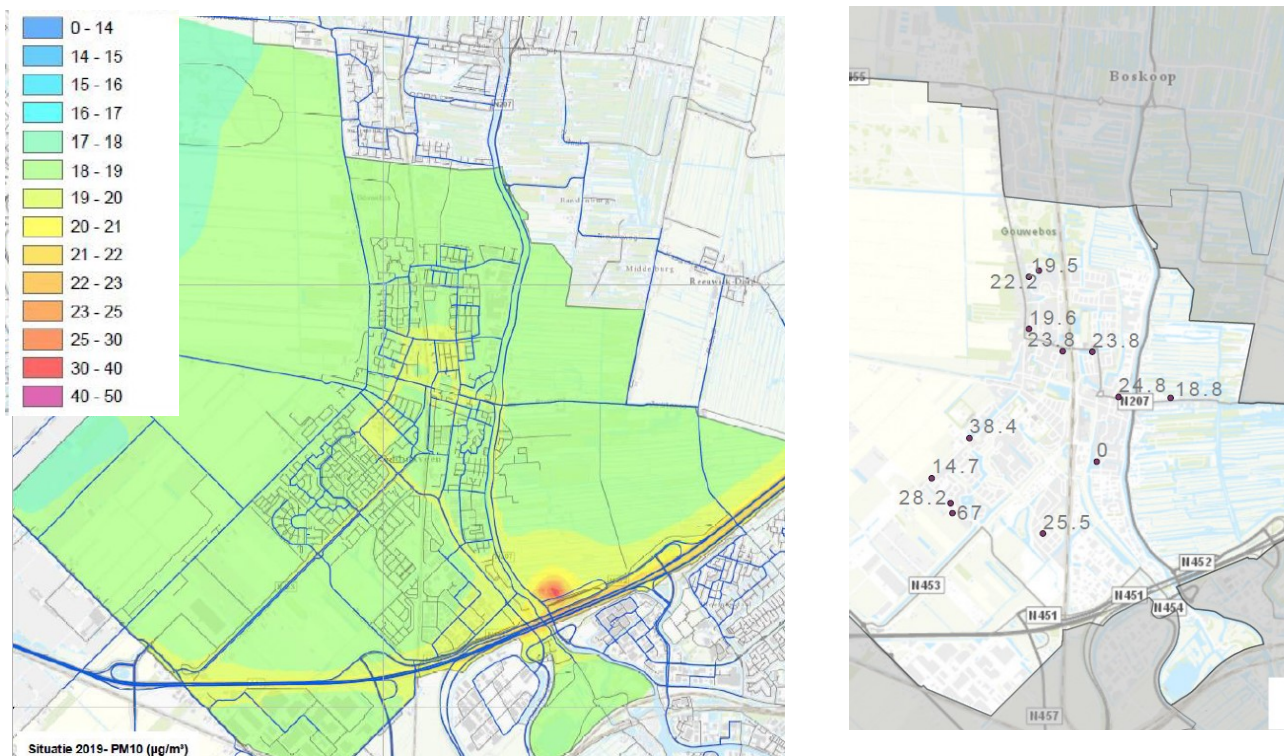 0 - 14
14 - 15
15 - 16
16 - 17
17 - 18
18 - 19
19 - 20
20 - 21
21 - 22
22 - 23
23 - 25
25 - 30
30 - 40
40 - 50
N207
Situatie 2019- PM10 (µg/m³)
Boskoop
Gouwebos
19.5
22.2
19.6
23.8
23.8
24.8
18.8
N207
38.4
0
14.7
28.2
67
25.5
N453
N452
N451
N454
N451
N457